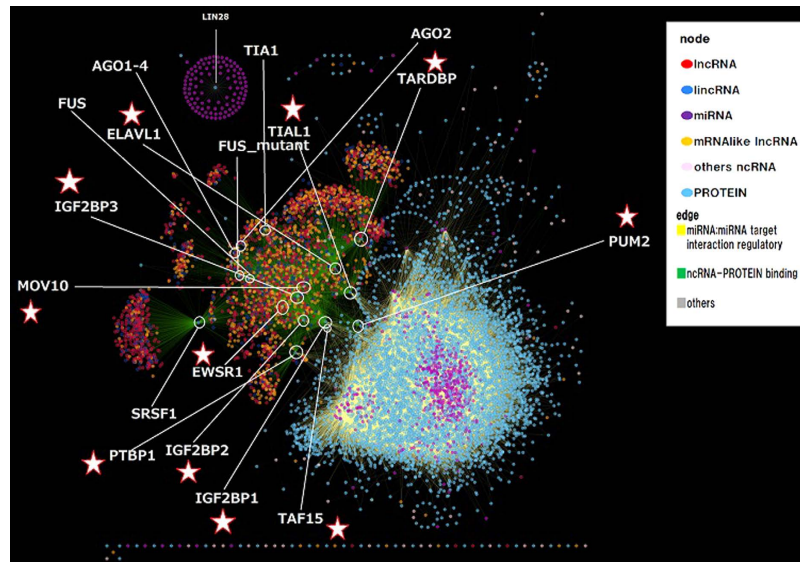 LIN28
AGO2
TIA1
AGO1-4
TARDBP
FUS
ELAVL1
TIAL1
FUS_mutant
IGF2BP3
PUM2
MOV10
EWSR1
SRSF1
PTBP1
IGF2BP2
IGF2BP1
TAF15
node
lncRNA
lincRNA
miRNA
mRNAlike lncRNA
others ncRNA
PROTEIN
edge
miRNA:miRNA target
interaction regulatory
ncRNA-PROTEIN binding
others